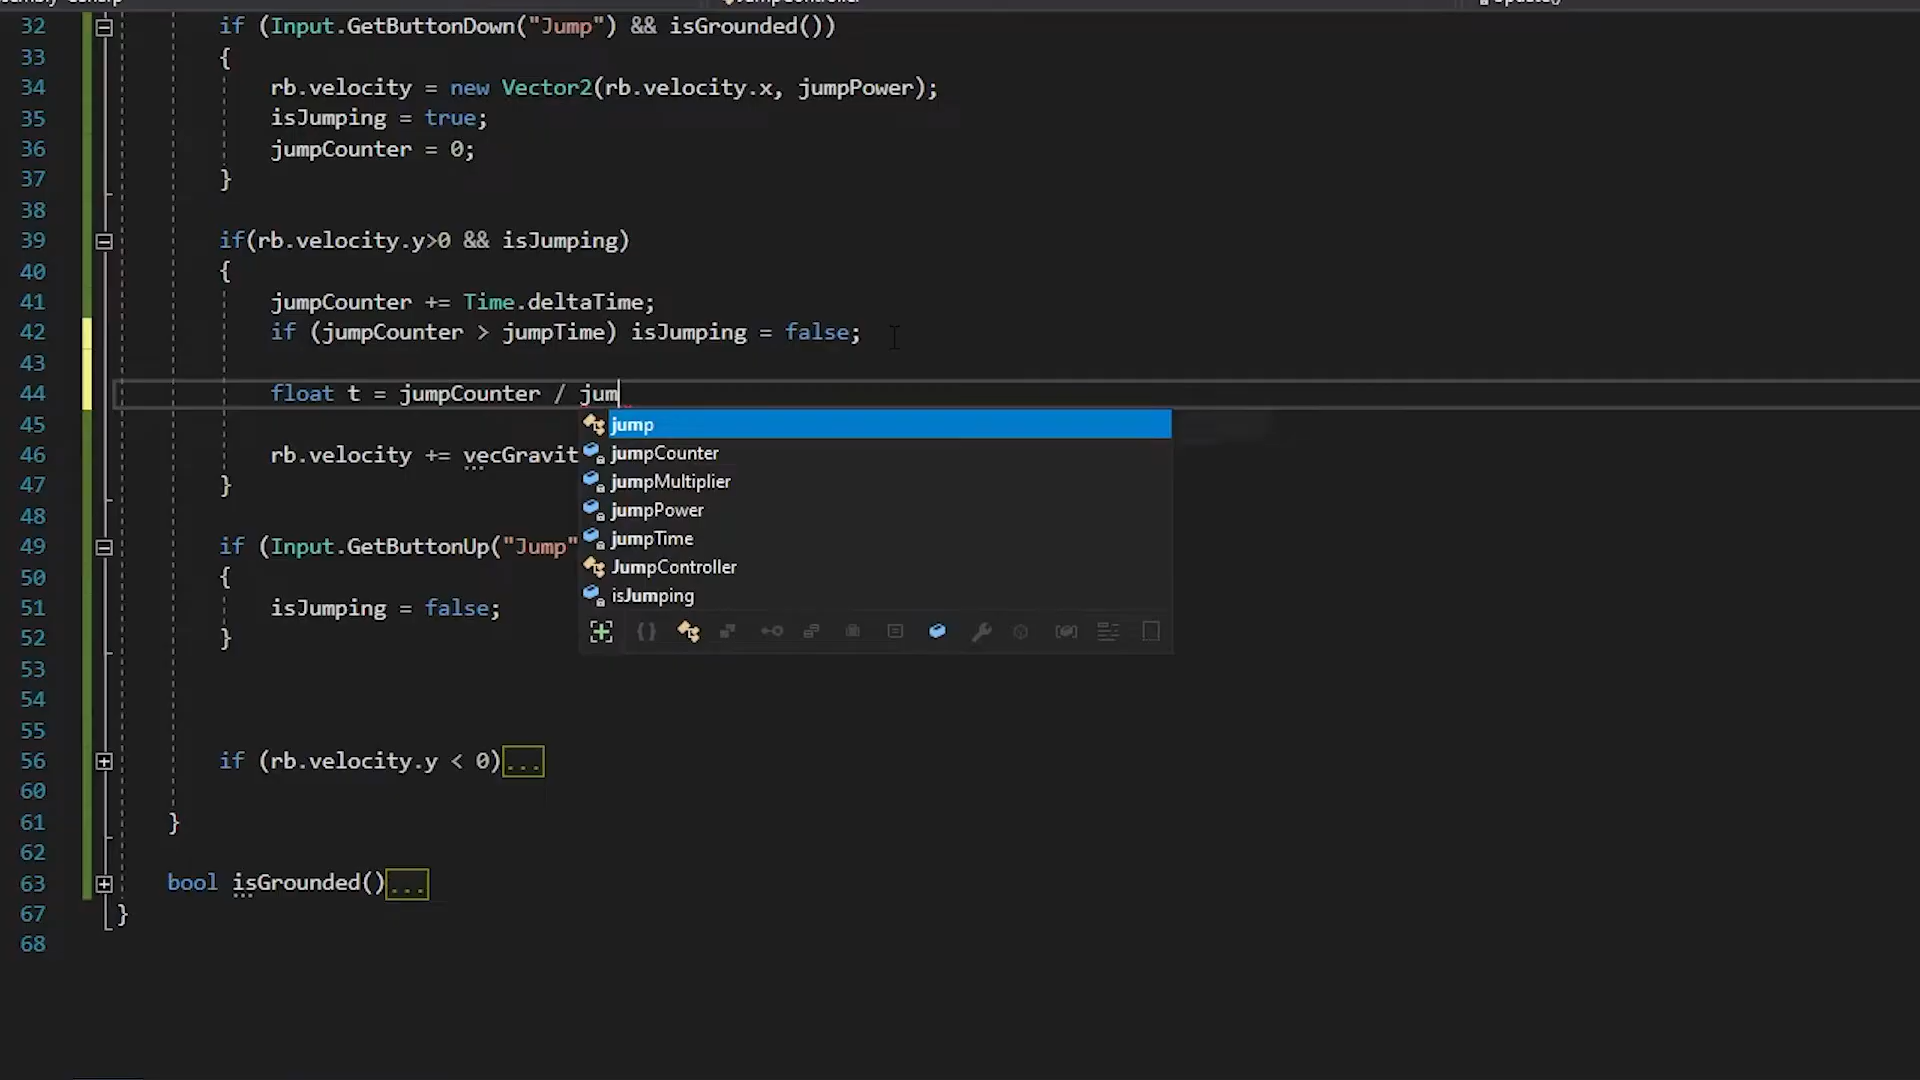 32 if (Input.GetButtonDown("Jump") && isGrounded())
33 {
34 rb.velocity = new Vector2(rb.velocity.x, jumpPower);
35 isJumping = true;
36 jumpCounter = 0;
37 }
38
39 if(rb.velocity.y>0 && isJumping)
40 {
41 jumpCounter += Time.deltaTime;
42 if (jumpCounter > jumpTime) isJumping = false;
43
44 float t = jumpCounter / jum
45
jump
46 rb.velocity += vecGravit
jumpCounter
47 }
jumpMultiplier
48
jumpPower
49 if (Input.GetButtonUp("Jump"
jumpTime
50 {
JumpController
51 isJumping = false;
isJumping
52 }
53
54
55
56 if (rb.velocity.y < 0)...
60
61 }
62
63 bool isGrounded()...
67 }
68